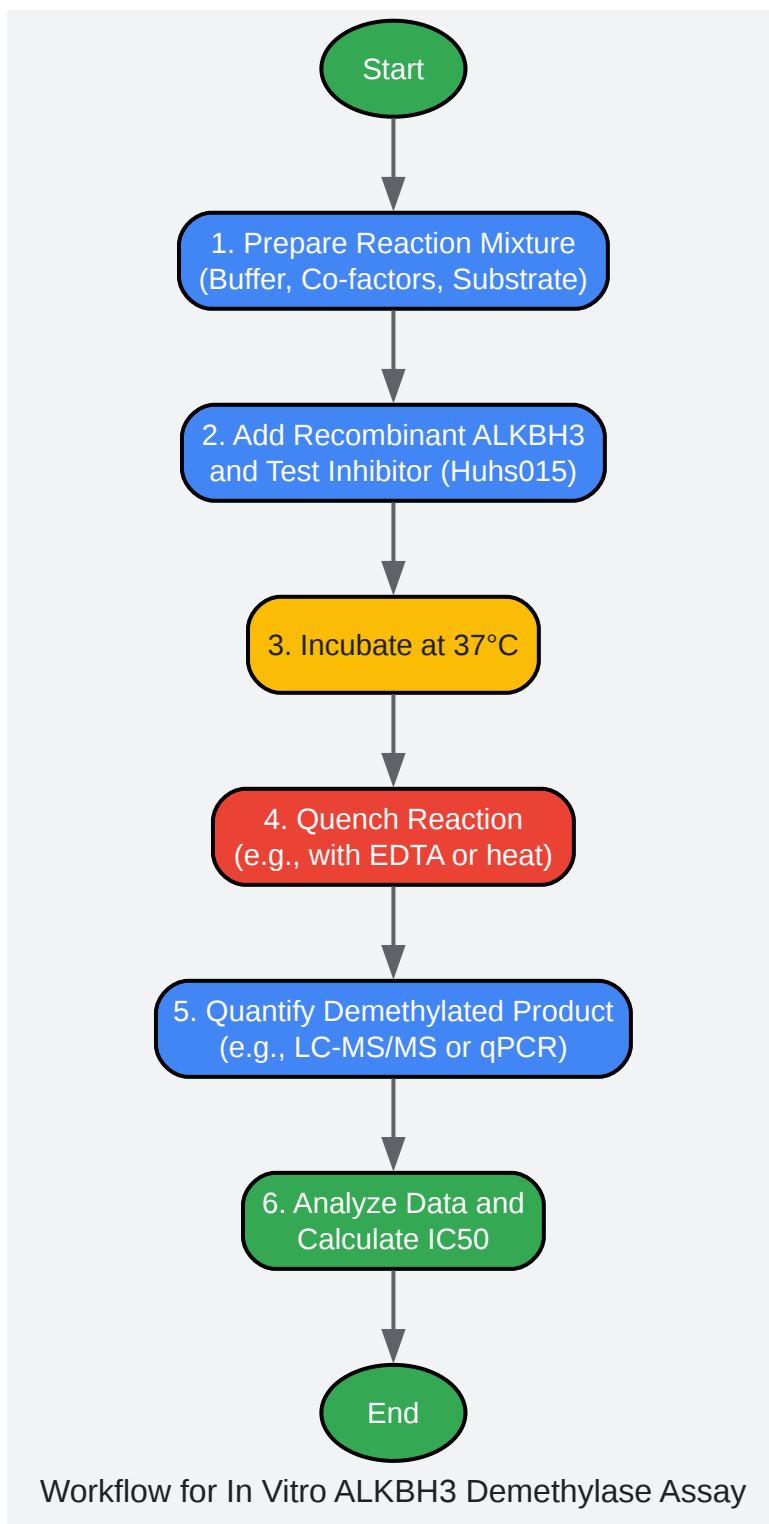 Start
1. Prepare Reaction Mixture
(Buffer, Co-factors, Substrate)
2. Add Recombinant ALKBH3
and Test Inhibitor (Huhs015)
3. Incubate at 37°C
4. Quench Reaction
(e.g., with EDTA or heat)
5. Quantify Demethylated Product
(e.g., LC-MS/MS or qPCR)
6. Analyze Data and
Calculate IC50
End
Workflow for In Vitro ALKBH3 Demethylase Assay